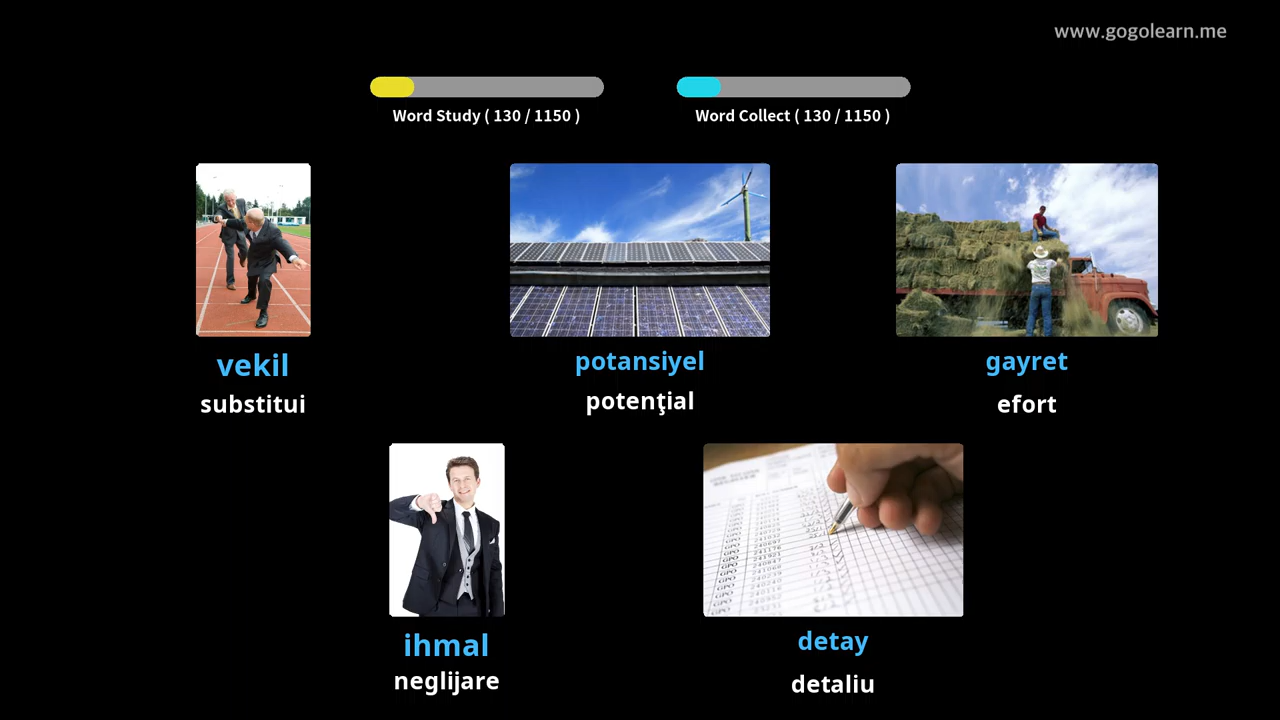 www.gogolearn.me
Word Study ( 130 / 1150 )
Word Collect ( 130 / 1150 )
vekil
substitui
potansiyel
potenţial
gayret
efort
ihmal
neglijare
detay
detaliu